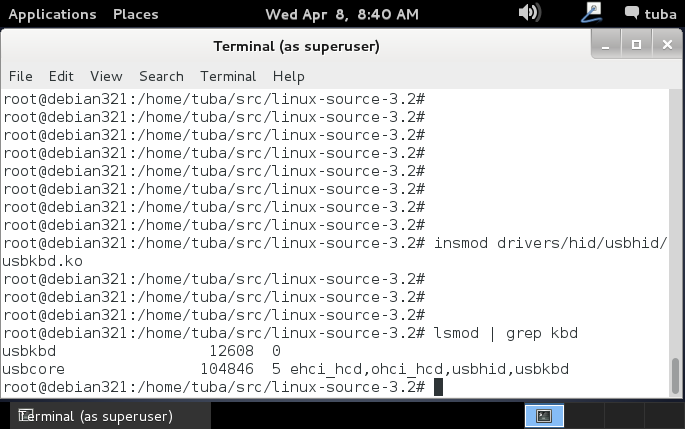 Applications Places Wed Apr 8, 8:40 AM tuba
Terminal (as superuser)
File Edit View Search Terminal Help
root@debian321:/home/tuba/src/linux-source-3.2#
root@debian321:/home/tuba/src/linux-source-3.2#
root@debian321:/home/tuba/src/linux-source-3.2#
root@debian321:/home/tuba/src/linux-source-3.2#
root@debian321:/home/tuba/src/linux-source-3.2#
root@debian321:/home/tuba/src/linux-source-3.2#
root@debian321:/home/tuba/src/linux-source-3.2#
root@debian321:/home/tuba/src/linux-source-3.2#
root@debian321:/home/tuba/src/linux-source-3.2# insmod drivers/hid/usbhid/
usbkbd.ko
root@debian321:/home/tuba/src/linux-source-3.2#
root@debian321:/home/tuba/src/linux-source-3.2#
root@debian321:/home/tuba/src/linux-source-3.2#
root@debian321:/home/tuba/src/linux-source-3.2# lsmod | grep kbd
usbkbd 12608 0
usbcore 104846 5 ehci_hcd,ohci_hcd,usbhid,usbkbd
root@debian321:/home/tuba/src/linux-source-3.2#
Terminal (as superuser)